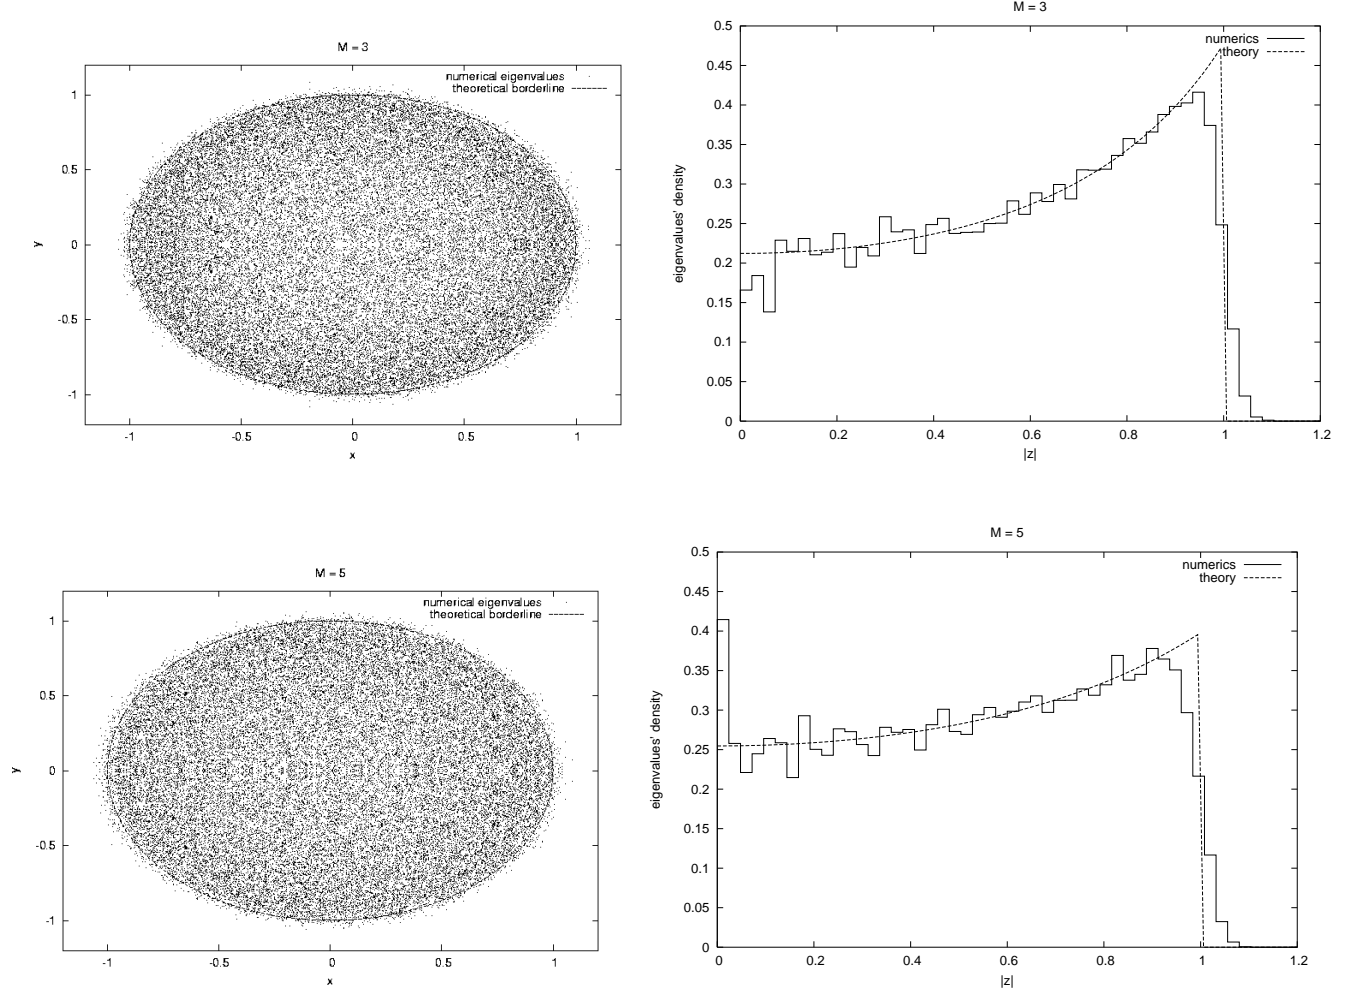 M = 3
numerical eigenvalues
theoretical borderline
1
0.5
0
-0.5
-1
y
-1
-0.5
0
0.5
1
x
M = 3
numerics
theory
0.5
0.45
0.4
0.35
0.3
0.25
0.2
0.15
0.1
0.05
0
eigenvalues' density
0
0.2
0.4
0.6
0.8
1
1.2
|z|
M = 5
numerical eigenvalues
theoretical borderline
1
0.5
0
-0.5
-1
y
-1
-0.5
0
0.5
1
x
M = 5
numerics
theory
0.5
0.45
0.4
0.35
0.3
0.25
0.2
0.15
0.1
0.05
0
eigenvalues' density
0
0.2
0.4
0.6
0.8
1
1.2
|z|